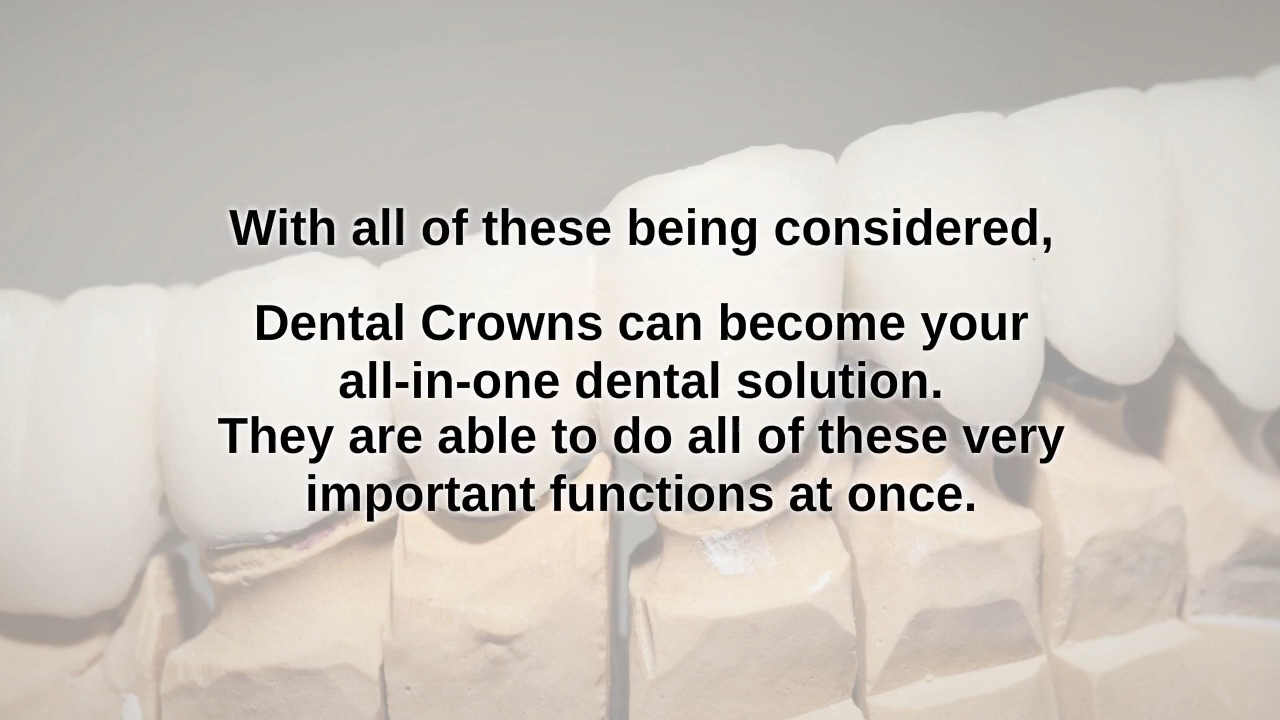 With all of these being considered,
Dental Crowns can become your
all-in-one dental solution.
They are able to do all of these very
important functions at once.